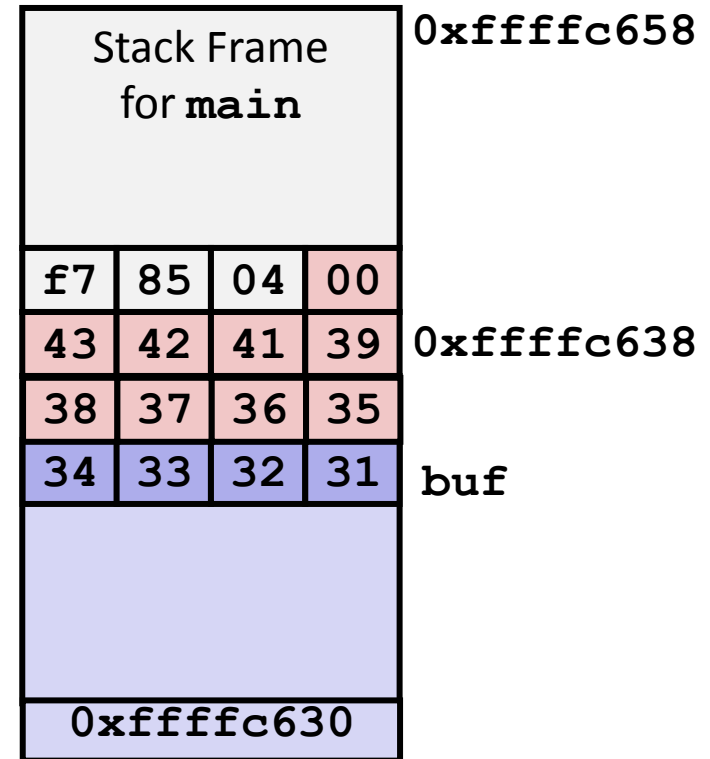 Stack Frame 0xffffc658
for main
f7 85 04 00
43 42 41 39 0xffffc638
38 37 36 35
34 33 32 31 buf
0xffffc630